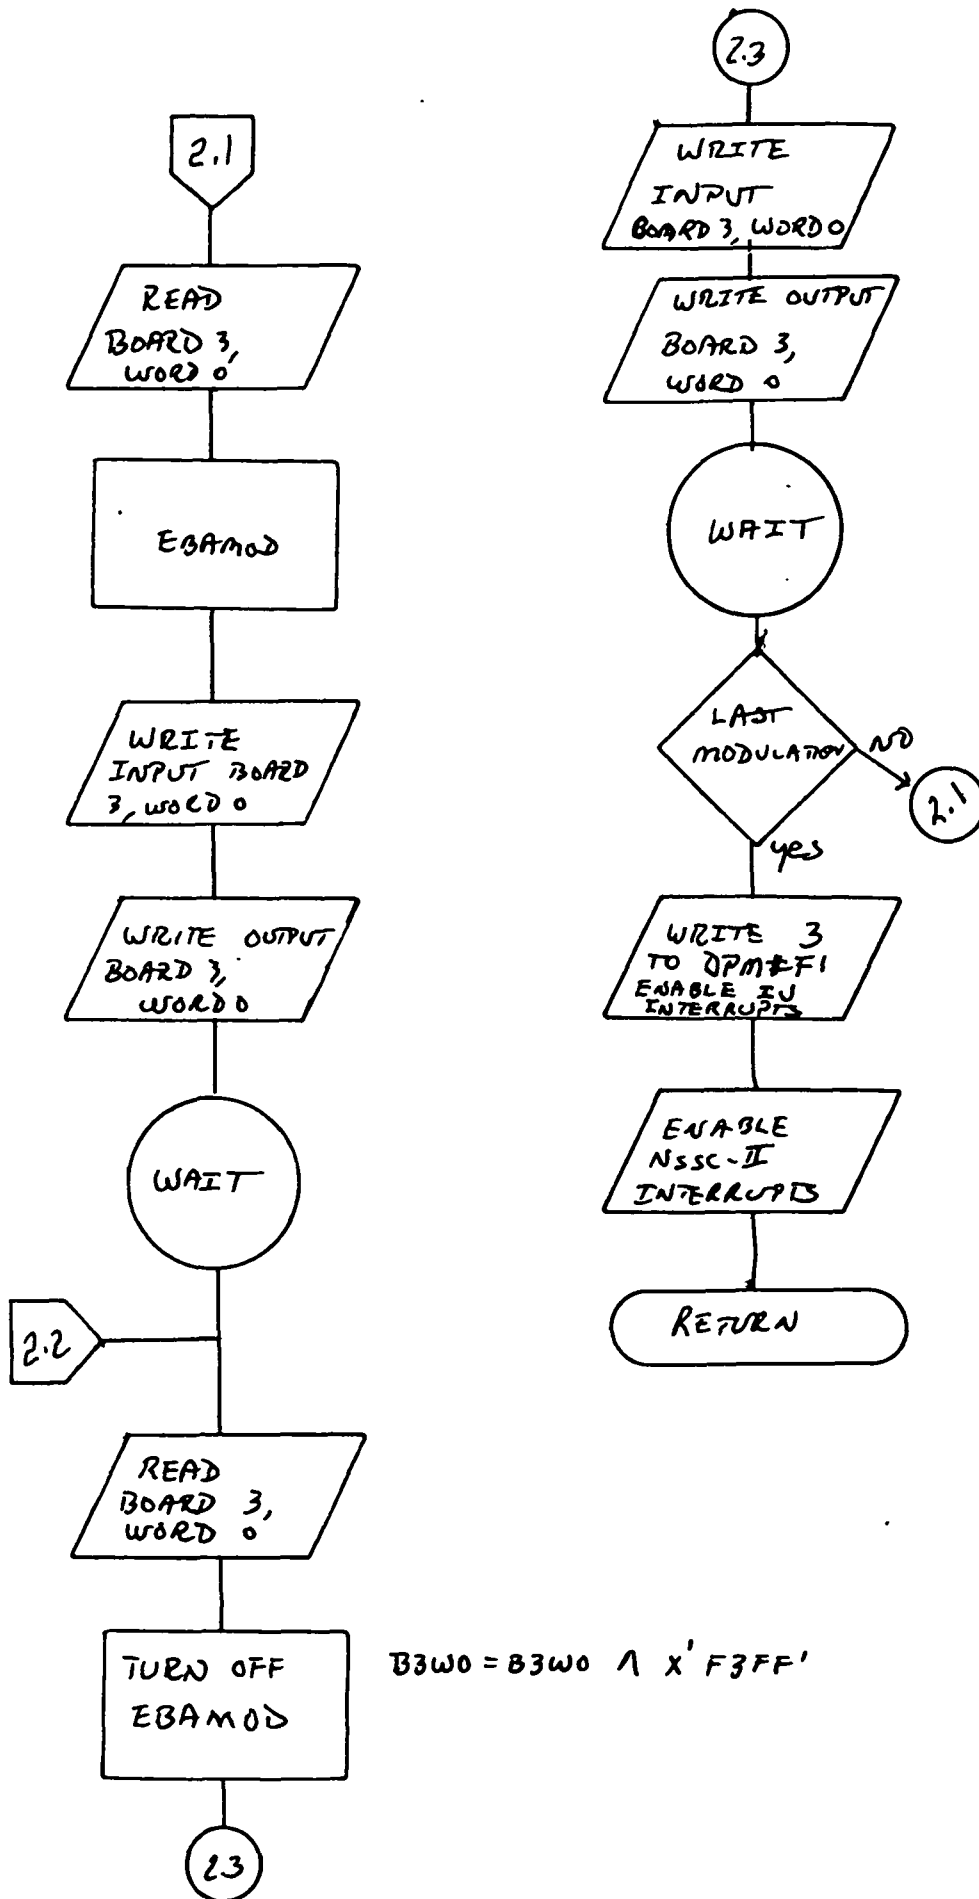 2.1
READ
BOARD 3,
WORD 0
EBAMOD
WRITE
INPUT BOARD
3, WORD 0
WRITE OUTPUT
BOARD 3,
WORD 0
WAIT
2.2
READ
BOARD 3,
WORD 0
TURN OFF
EBAMOD
B3W0 = B3W0 ∧ X'F3FF'
2.3
2.3
WRITE
INPUT
BOARD 3, WORD 0
WRITE OUTPUT
BOARD 3,
WORD 0
WAIT
LAST
MODULATION
NO
2.1
yes
WRITE 3
TO DPM#F1
ENABLE IU
INTERRUPTS
ENABLE
NSSC-II
INTERRUPTS
RETURN